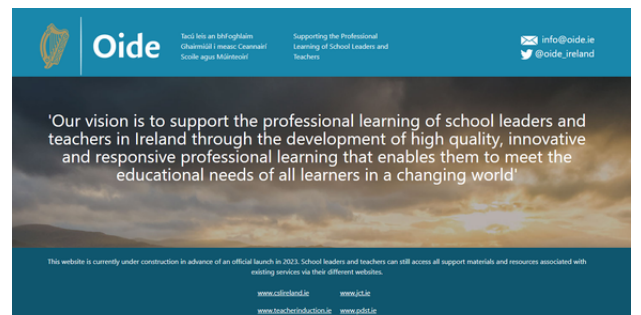 Oide
Tacú leis an bhFoghlaim
Ghairmiúil i measc Ceannairí
Scoile agus Múinteoirí
Supporting the Professional
Learning of School Leaders and
Teachers
info@oide.ie
@oide_ireland
'Our vision is to support the professional learning of school leaders and
teachers in Ireland through the development of high quality, innovative
and responsive professional learning that enables them to meet the
educational needs of all learners in a changing world'
This website is currently under construction in advance of an official launch in 2023. School leaders and teachers can still access all support materials and resources associated with
existing services via their different websites.
www.cslireland.ie www.jct.ie
www.teacherinduction.ie www.pdst.ie